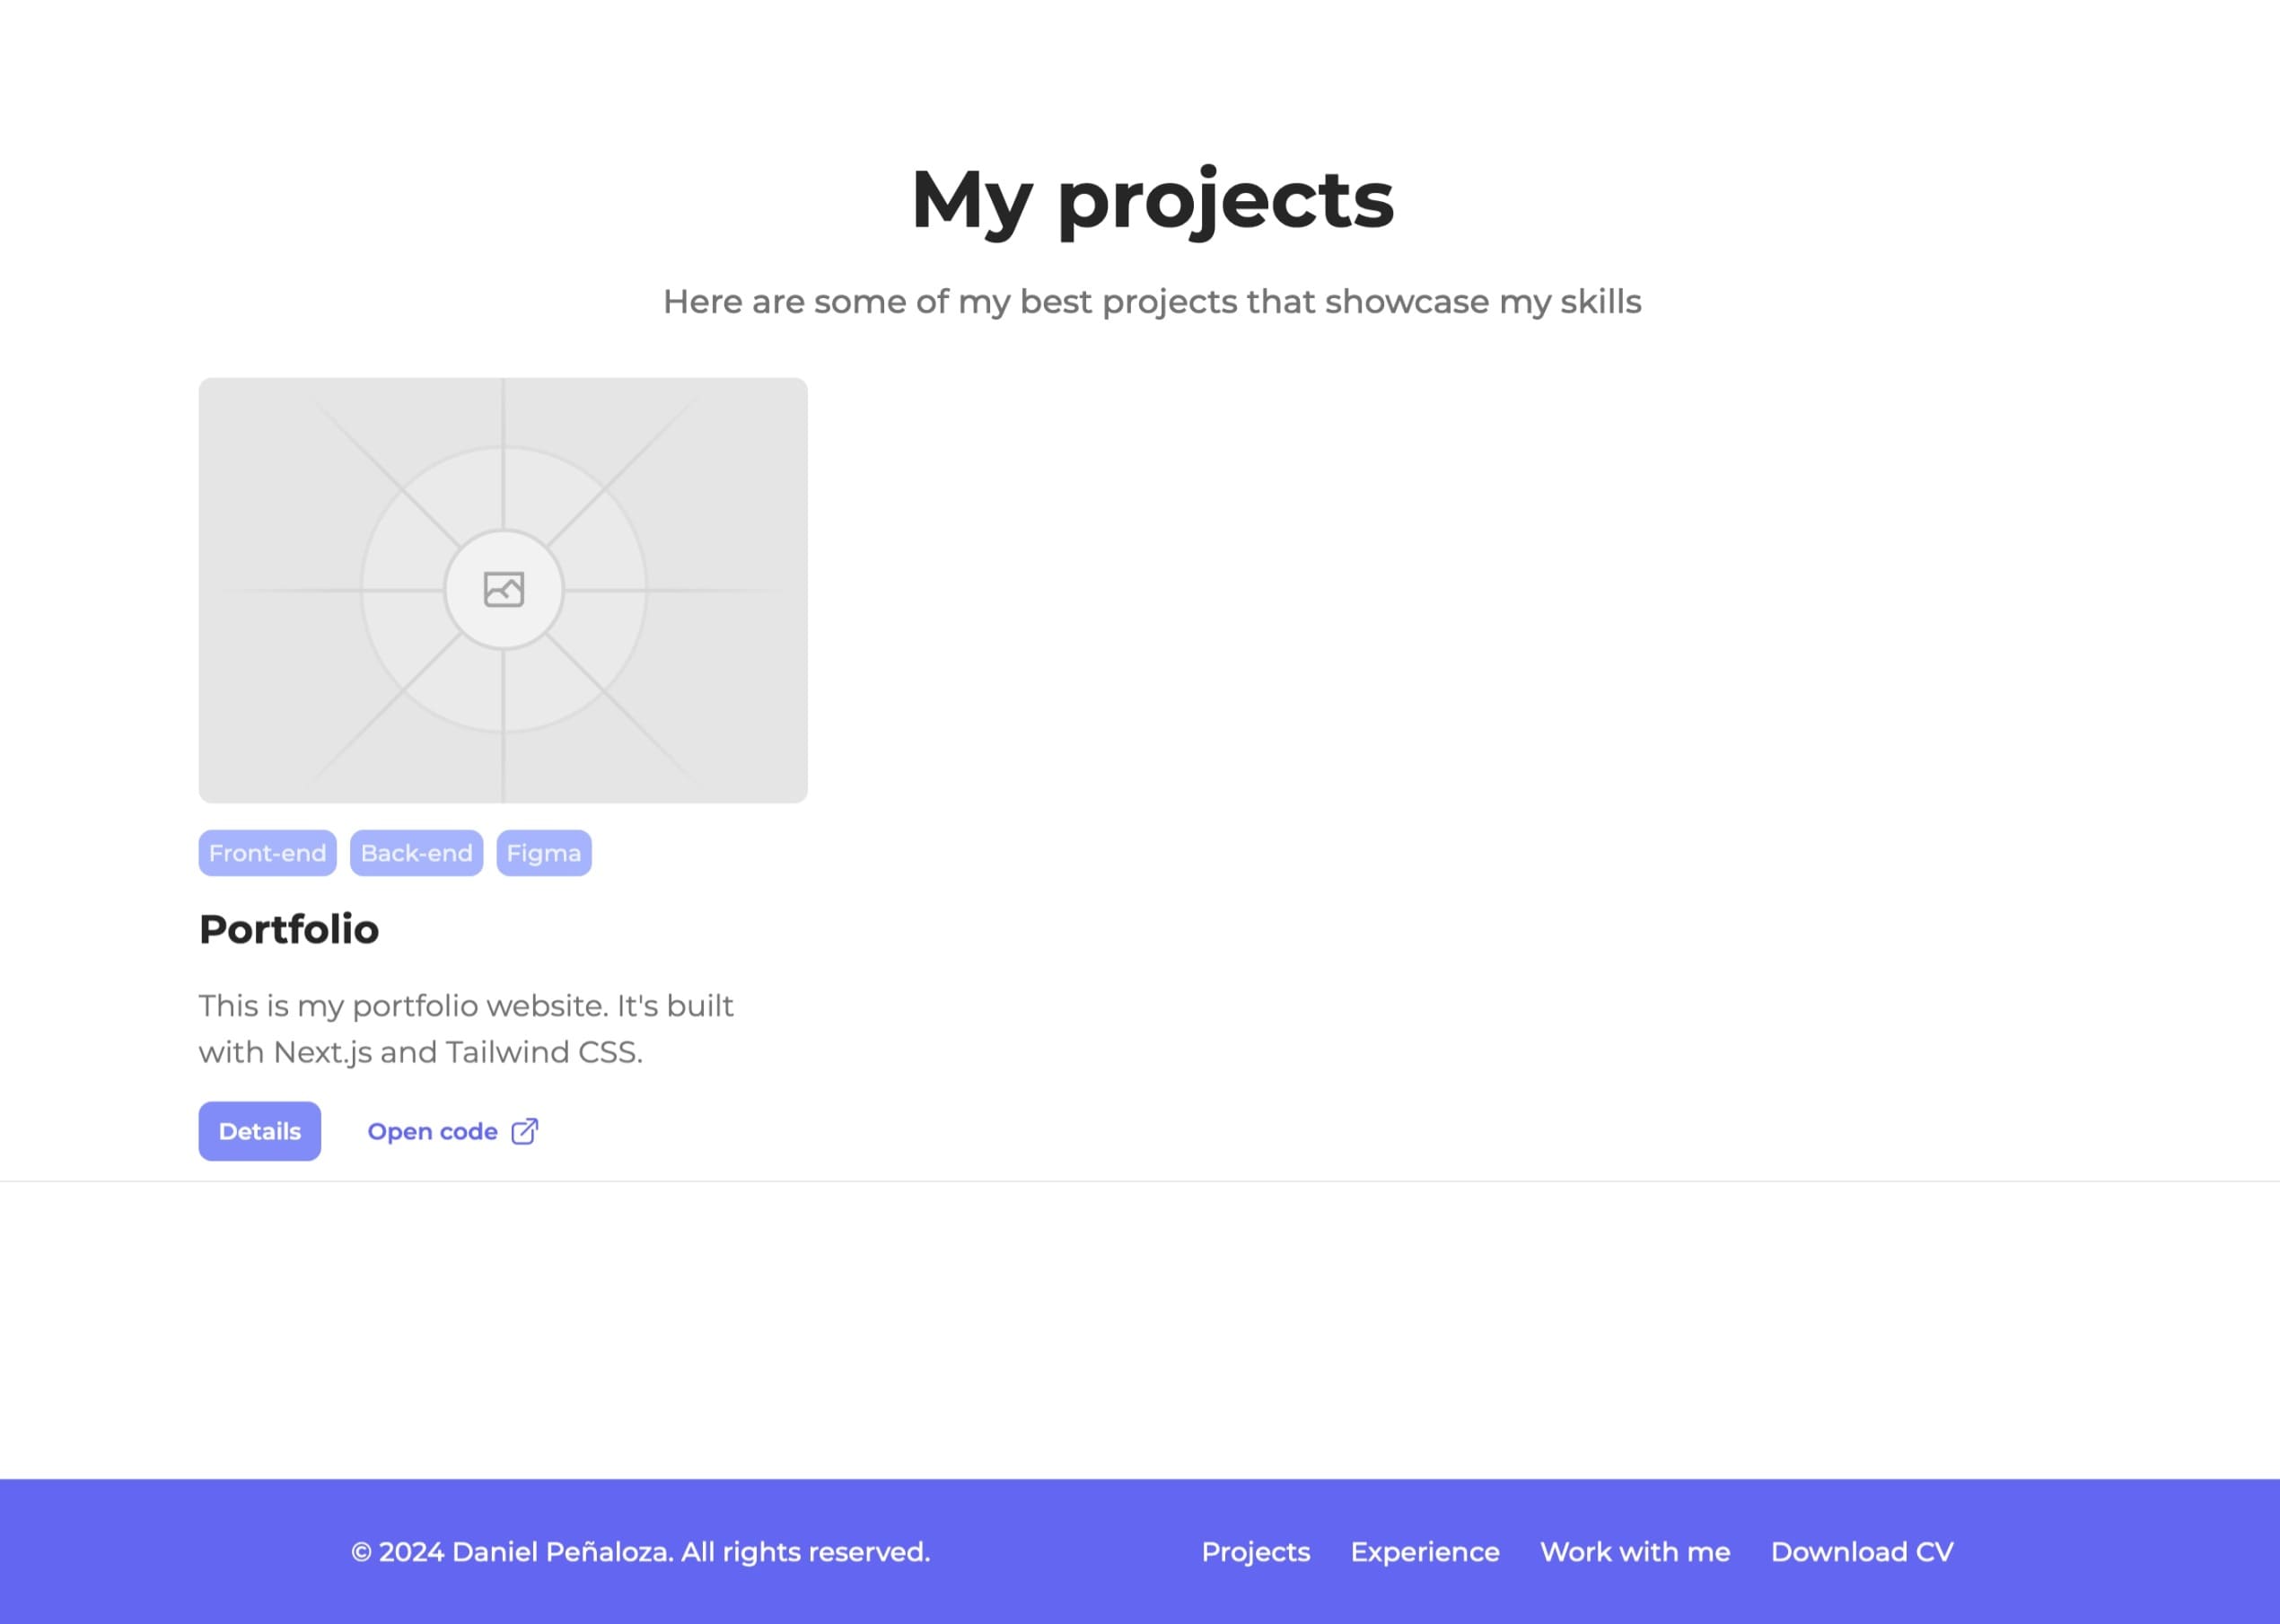 My projects
Here are some of my best projects that showcase my skills
Front-end Back-end Figma
Portfolio
This is my portfolio website. It's built
with Next.js and Tailwind CSS.
Details Open code
© 2024 Daniel Peñaloza. All rights reserved. Projects Experience Work with me Download CV